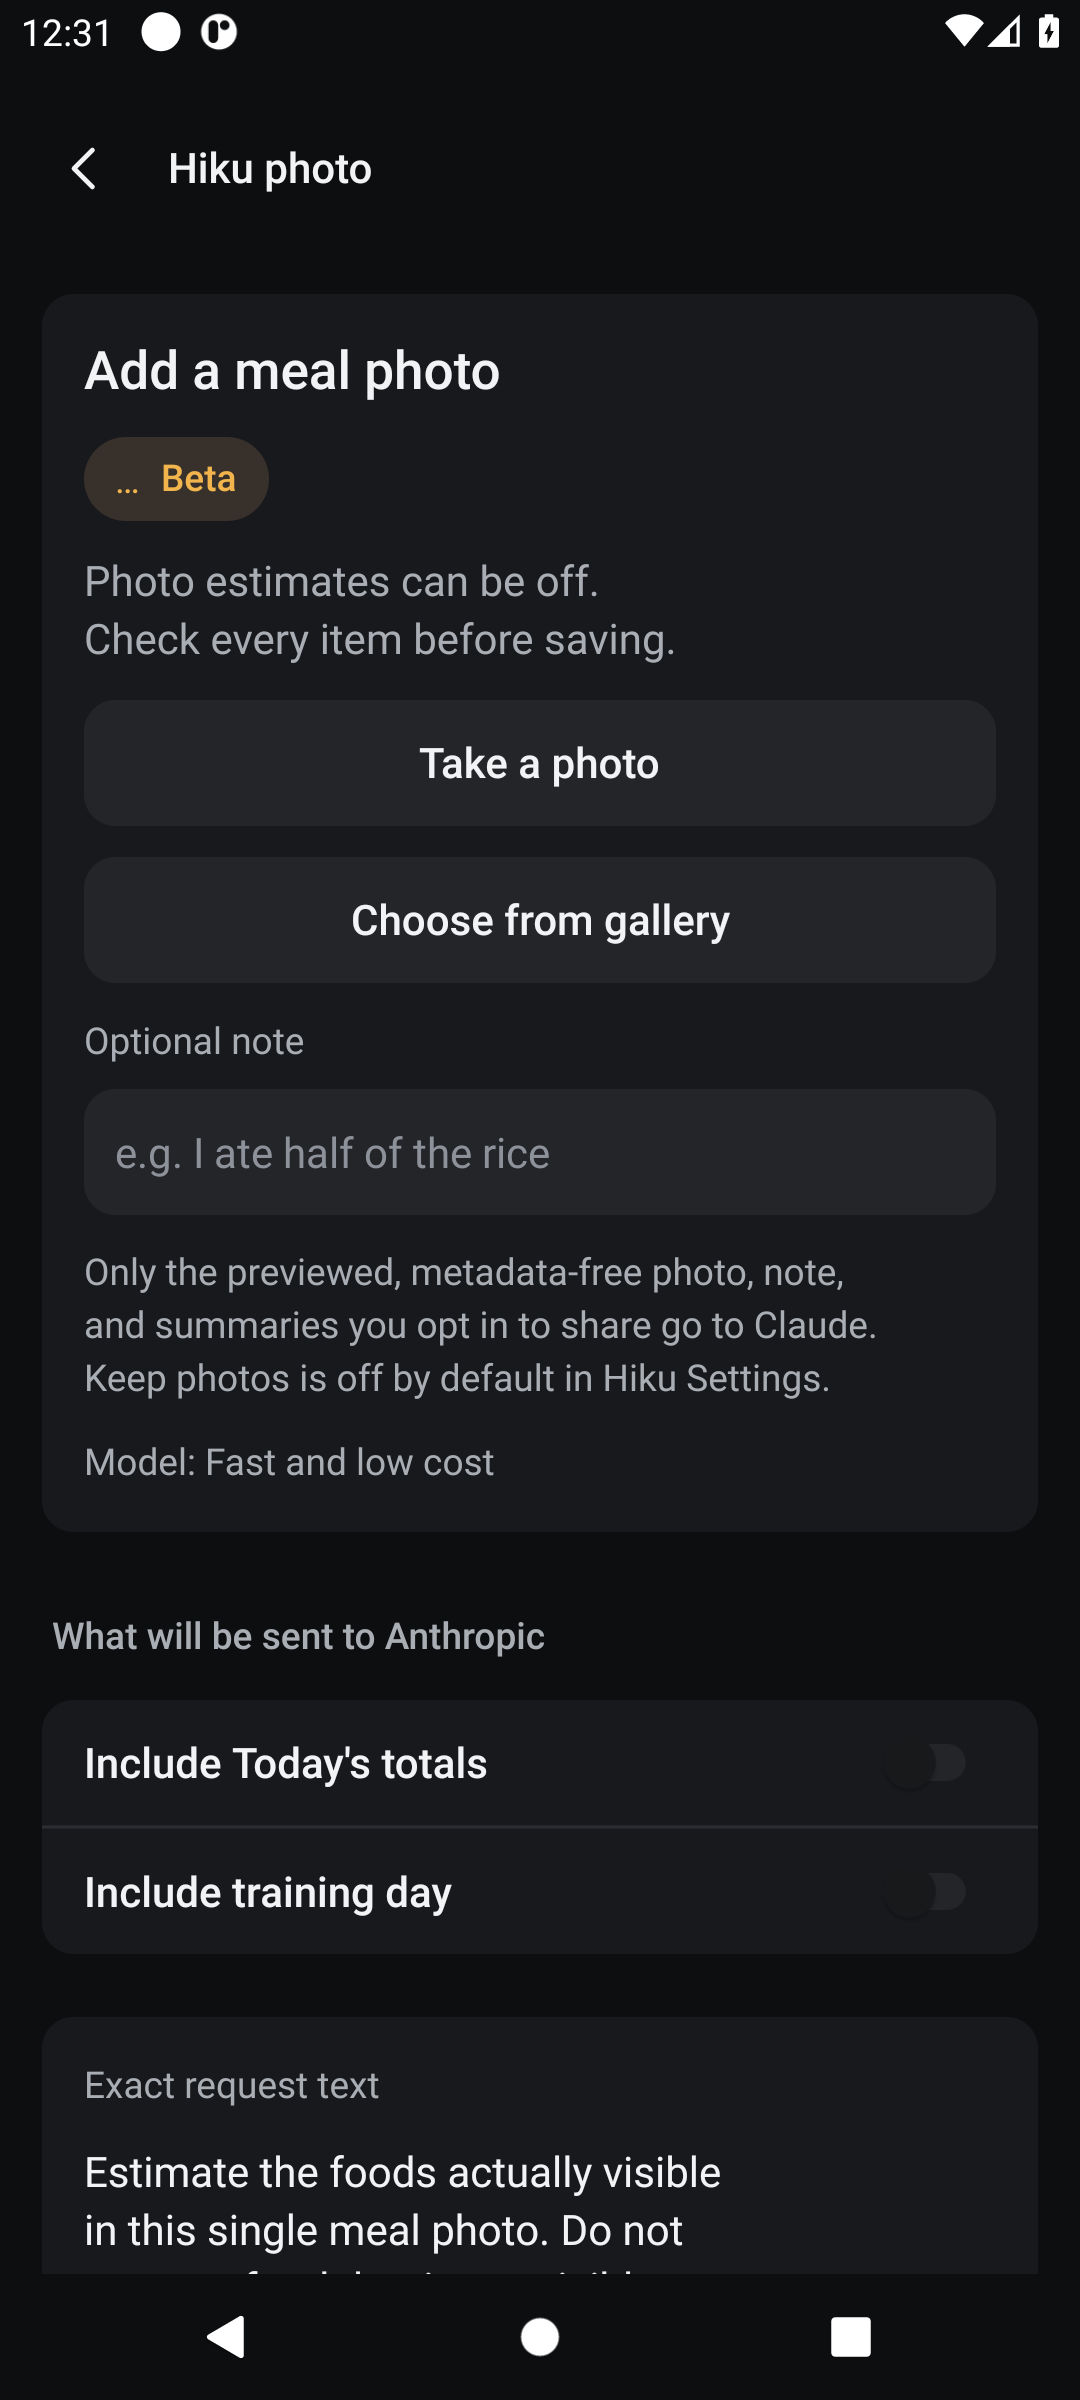 12:31
Hiku photo
Add a meal photo
... Beta
Photo estimates can be off.
Check every item before saving.
Take a photo
Choose from gallery
Optional note
e.g. I ate half of the rice
Only the previewed, metadata-free photo, note,
and summaries you opt in to share go to Claude.
Keep photos is off by default in Hiku Settings.
Model: Fast and low cost
What will be sent to Anthropic
Include Today's totals
Include training day
Exact request text
Estimate the foods actually visible
in this single meal photo. Do not